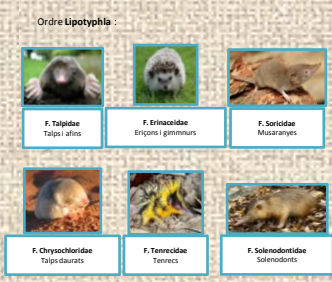 Ordre Lipotyphla :
F. Talpidae
Talps i afins
F. Erinaceidae
Eriçons i gimmnurs
F. Soricidae
Musaranyes
F. Chrysochloridae
Talps daurats
F. Tenrecidae
Tenrecs
F. Solenodontidae
Solenodonts